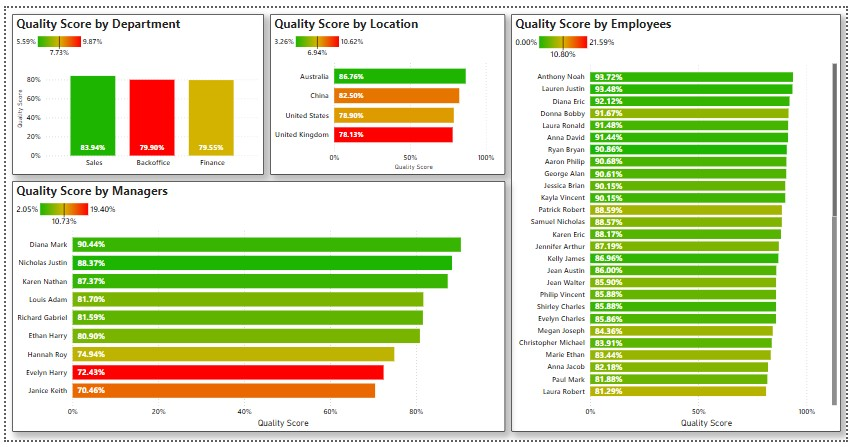 Quality Score by Department
5.59% 9.87%
7.73%
80%
60%
40%
20%
0%
Quality Score
83.94% 79.90% 79.55%
Sales Backoffice Finance
Quality Score by Location
3.26% 10.62%
6.94%
Australia 86.76%
China 82.50%
United States 78.90%
United Kingdom 78.13%
0% 50% 100%
Quality Score
Quality Score by Managers
2.05% 19.40%
10.73%
Diana Mark 90.44%
Nicholas Justin 88.37%
Karen Nathan 87.37%
Louis Adam 81.70%
Richard Gabriel 81.59%
Ethan Harry 80.90%
Hannah Roy 74.94%
Evelyn Harry 72.43%
Janice Keith 70.46%
0% 20% 40% 60% 80%
Quality Score
Quality Score by Employees
0.00% 21.59%
10.80%
Anthony Noah 93.72%
Lauren Justin 93.48%
Diana Eric 92.12%
Donna Bobby 91.67%
Laura Ronald 91.48%
Anna David 91.44%
Ryan Bryan 90.86%
Aaron Philip 90.68%
George Alan 90.61%
Jessica Brian 90.15%
Kayla Vincent 90.15%
Patrick Robert 88.59%
Samuel Nicholas 88.57%
Karen Eric 88.17%
Jennifer Arthur 87.19%
Kelly James 86.96%
Jean Austin 86.00%
Jean Walter 85.90%
Philip Vincent 85.88%
Shirley Charles 85.88%
Evelyn Charles 85.86%
Megan Joseph 84.36%
Christopher Michael 83.91%
Marie Ethan 83.44%
Anna Jacob 82.18%
Paul Mark 81.88%
Laura Robert 81.29%
0% 50% 100%
Quality Score